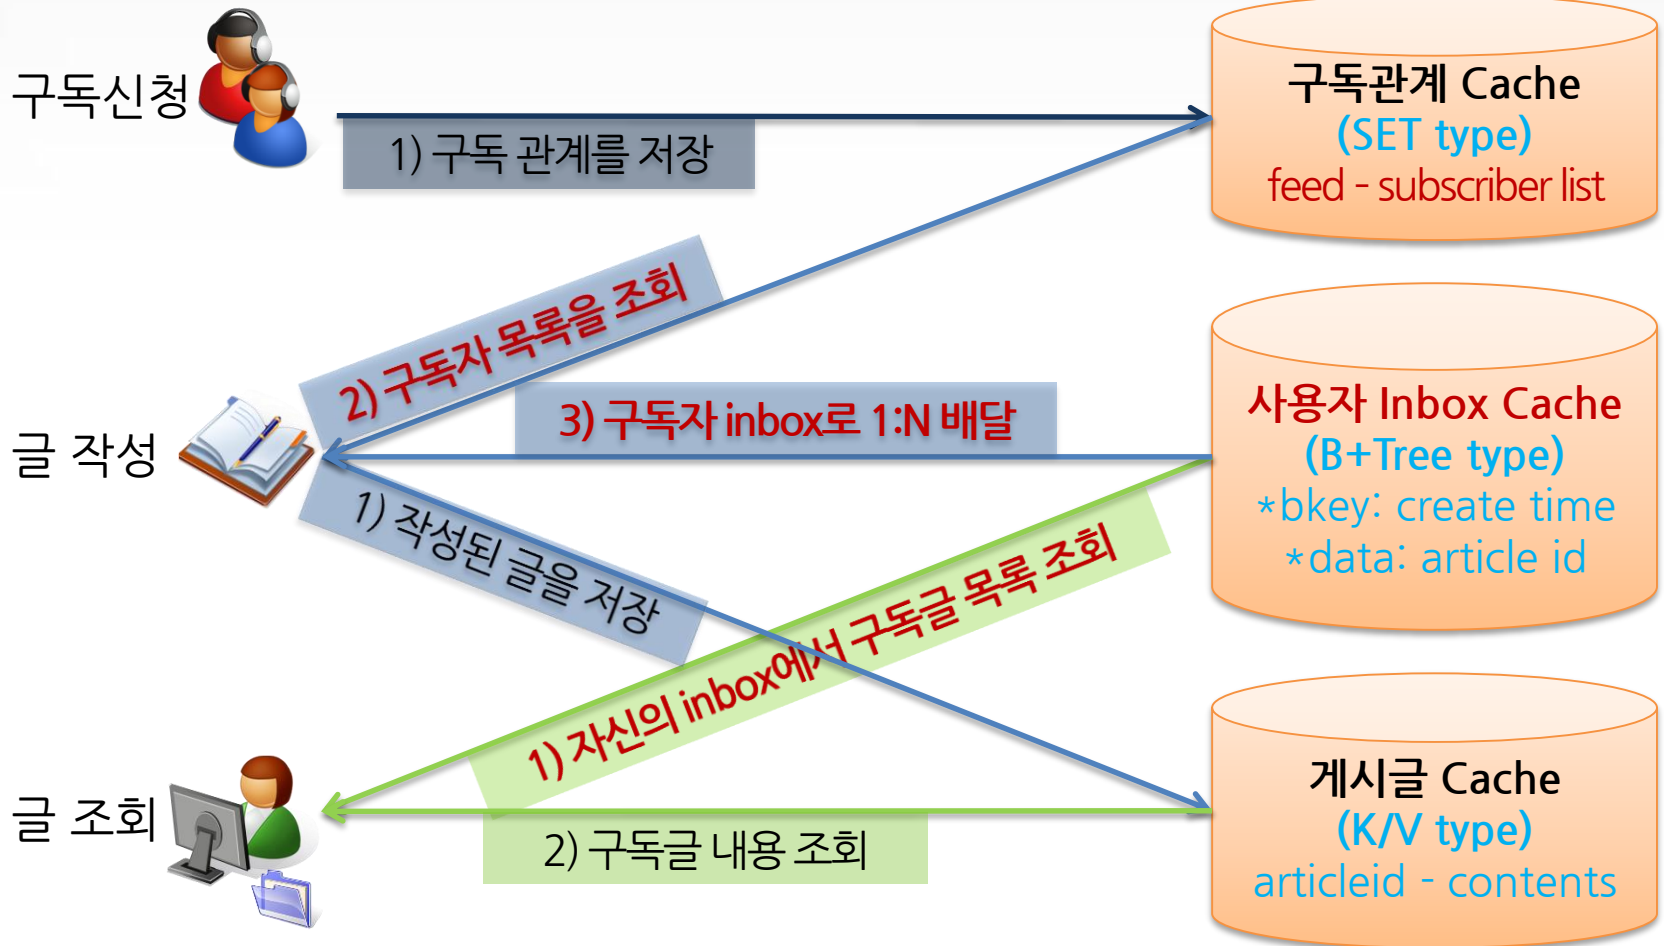 구독신청
1) 구독 관계를 저장
구독관계 Cache
(SET type)
feed - subscriber list
2) 구독자 목록을 조회
글 작성
3) 구독자 inbox로 1:N 배달
1) 작성된 글을 저장
사용자 Inbox Cache
(B+Tree type)
*bkey: create time
*data: article id
1) 자신의 inbox에서 구독글 목록 조회
글 조회
2) 구독글 내용 조회
게시글 Cache
(K/V type)
articleid - contents